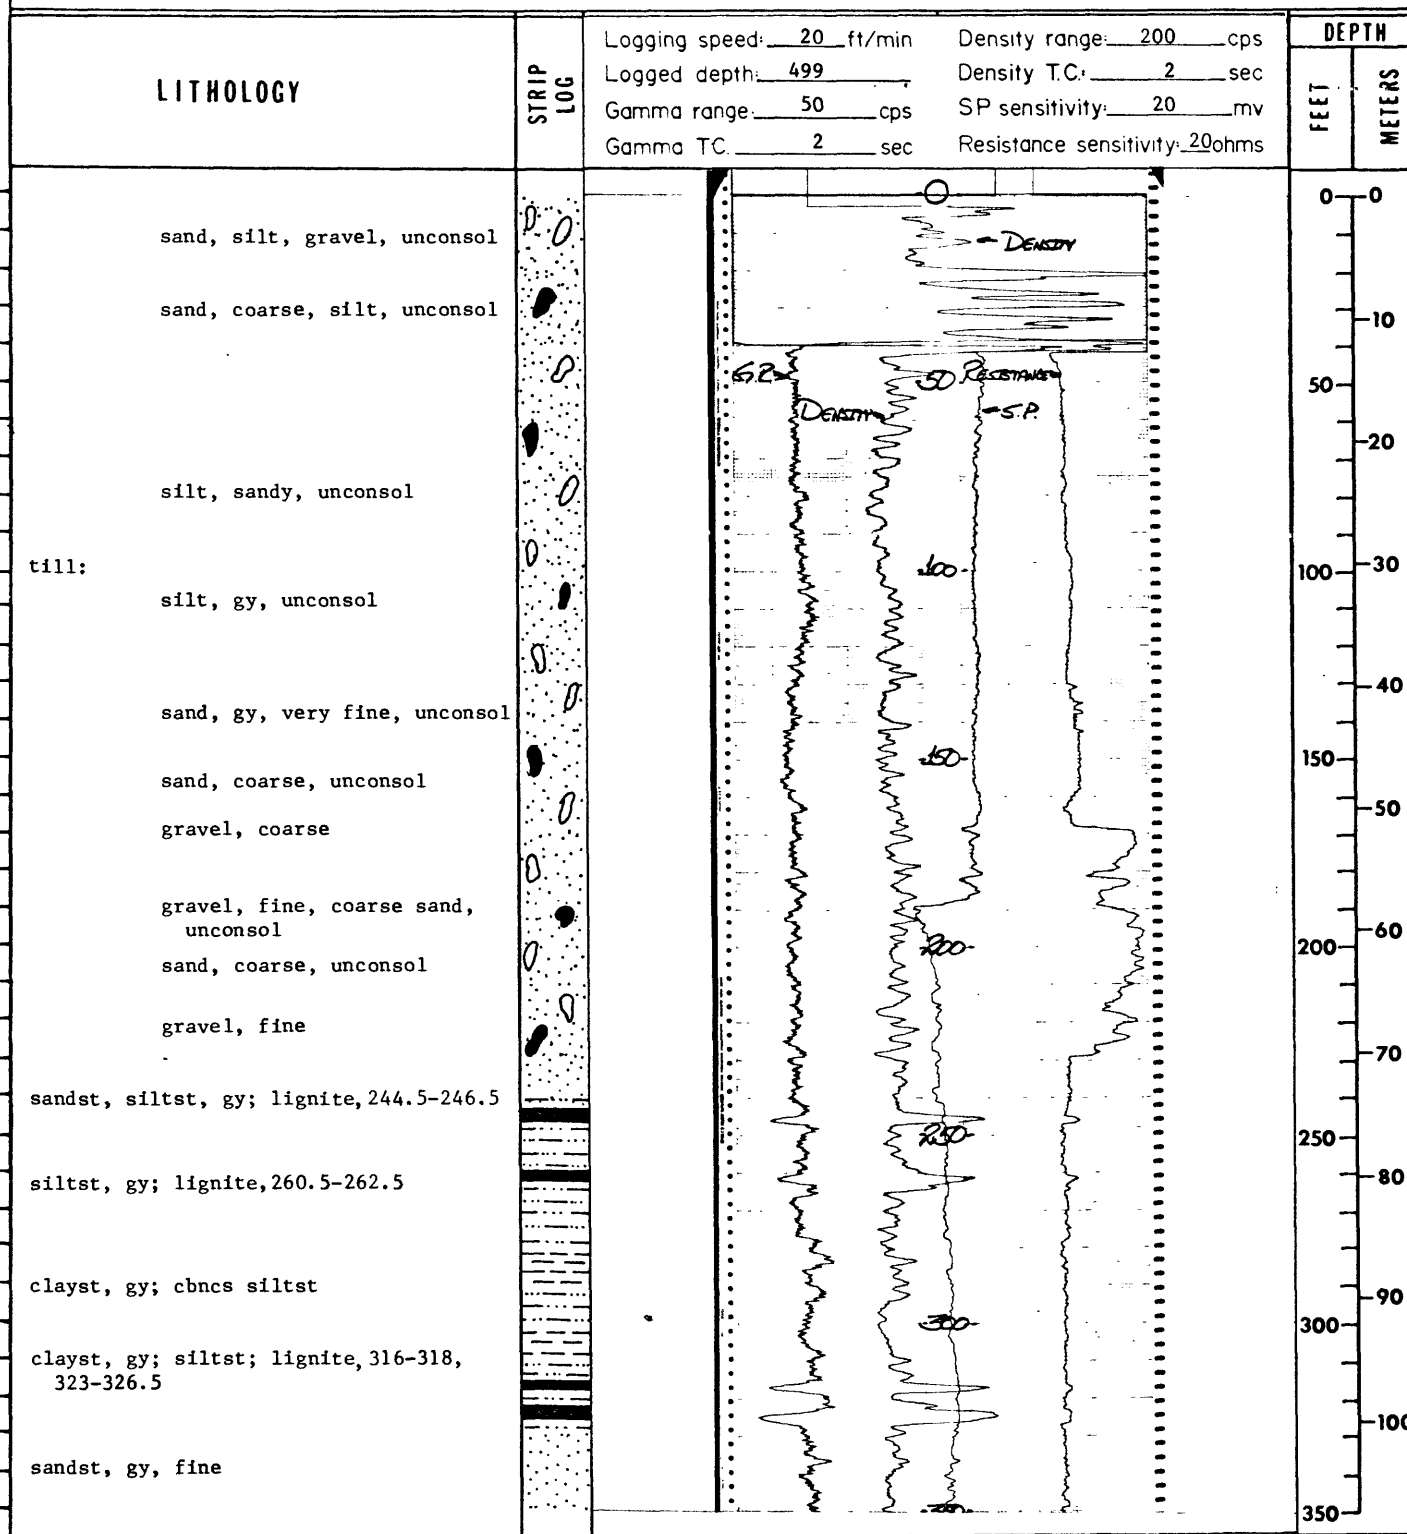 LITHOLOGY
STRIP LOG
Logging speed: 20 ft/min
Logged depth: 499
Gamma range: 50 cps
Gamma TC. 2 sec
Density range: 200 cps
Density T.C.: 2 sec
SP sensitivity: 20 mv
Resistance sensitivity: 20 ohms
DEPTH
FEET
METERS
sand, silt, gravel, unconsol
sand, coarse, silt, unconsol
silt, sandy, unconsol
till:
silt, gy, unconsol
sand, gy, very fine, unconsol
sand, coarse, unconsol
gravel, coarse
gravel, fine, coarse sand,
unconsol
sand, coarse, unconsol
gravel, fine
sandst, siltst, gy; lignite, 244.5-246.5
siltst, gy; lignite, 260.5-262.5
clayst, gy; cbncs siltst
clayst, gy; siltst; lignite, 316-318,
323-326.5
sandst, gy, fine
0
DENSITY
G.R.
50
RESISTANCE
DENSITY
S.P.
100
150
200
250
300
350
0
50
100
150
200
250
300
350
0
10
20
30
40
50
60
70
80
90
100